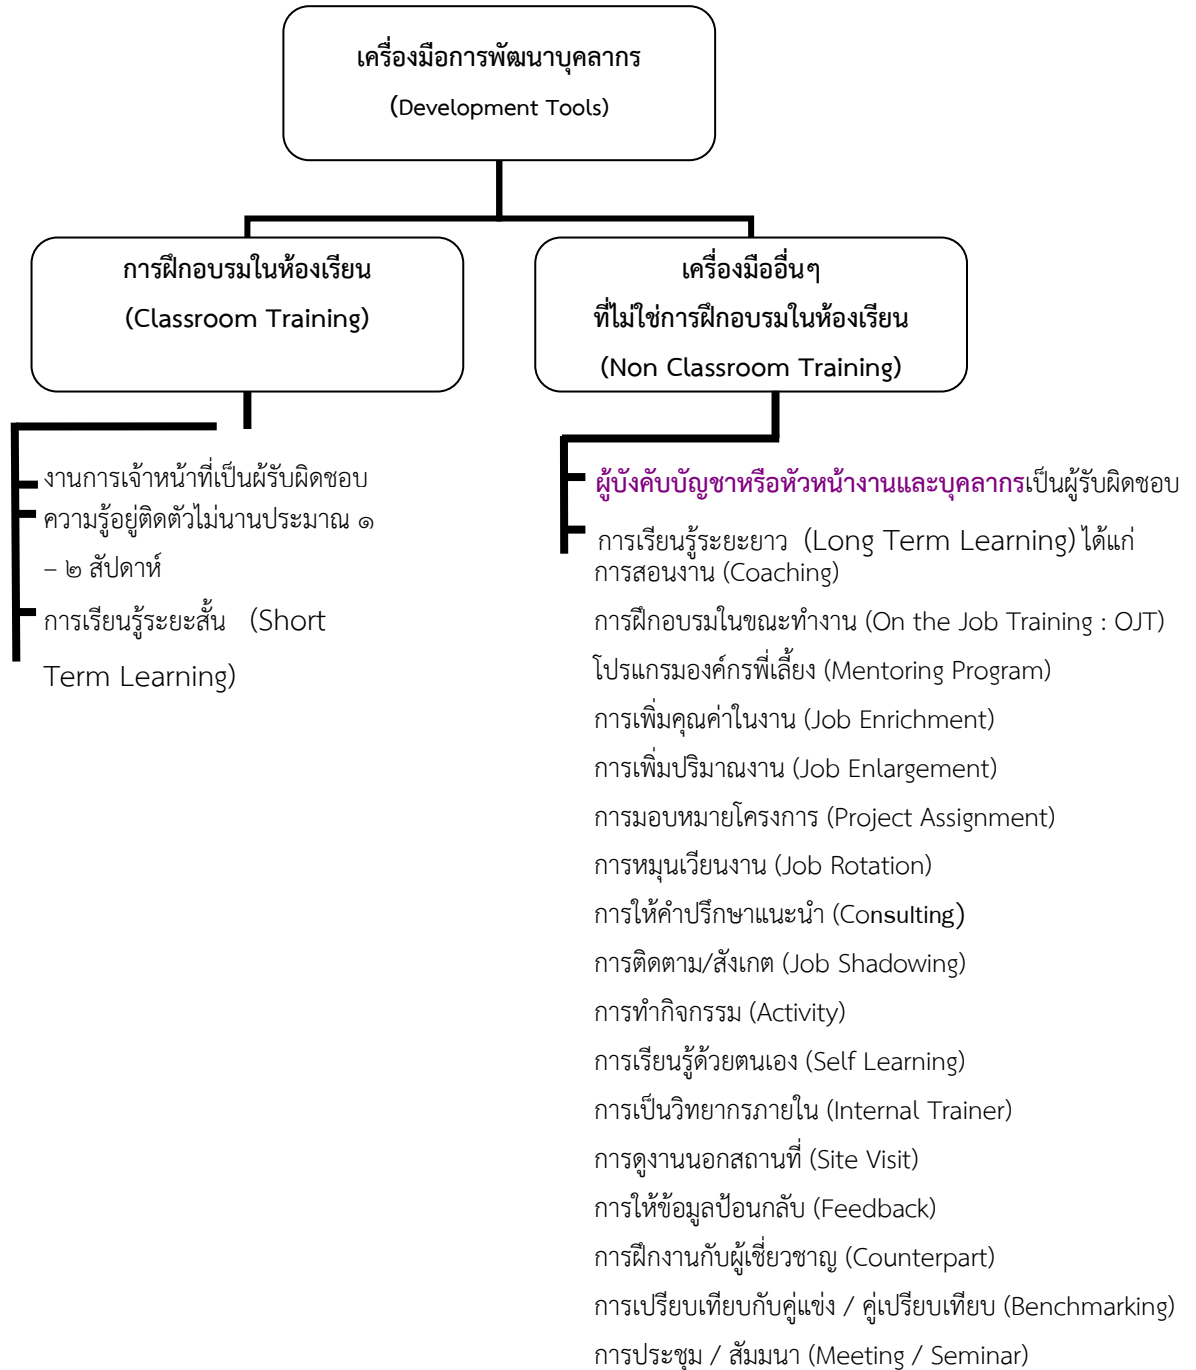 เครื่องมือการพัฒนาบุคลากร
(Development Tools)
การฝึกอบรมในห้องเรียน
(Classroom Training)
เครื่องมืออื่นๆ
ที่ไม่ใช่การฝึกอบรมในห้องเรียน
(Non Classroom Training)
งานการเจ้าหน้าที่เป็นผู้รับผิดชอบ
ความรู้อยู่ติดตัวไม่นานประมาณ ๑
– ๒ สัปดาห์
การเรียนรู้ระยะสั้น (Short
Term Learning)
ผู้บังคับบัญชาหรือหัวหน้างานและบุคลากรเป็นผู้รับผิดชอบ
การเรียนรู้ระยะยาว (Long Term Learning) ได้แก่
การสอนงาน (Coaching)
การฝึกอบรมในขณะทำงาน (On the Job Training : OJT)
โปรแกรมองค์กรพี่เลี้ยง (Mentoring Program)
การเพิ่มคุณค่าในงาน (Job Enrichment)
การเพิ่มปริมาณงาน (Job Enlargement)
การมอบหมายโครงการ (Project Assignment)
การหมุนเวียนงาน (Job Rotation)
การให้คำปรึกษาแนะนำ (Consulting)
การติดตาม/สังเกต (Job Shadowing)
การทำกิจกรรม (Activity)
การเรียนรู้ด้วยตนเอง (Self Learning)
การเป็นวิทยากรภายใน (Internal Trainer)
การดูงานนอกสถานที่ (Site Visit)
การให้ข้อมูลป้อนกลับ (Feedback)
การฝึกงานกับผู้เชี่ยวชาญ (Counterpart)
การเปรียบเทียบกับคู่แข่ง / คู่เปรียบเทียบ (Benchmarking)
การประชุม / สัมมนา (Meeting / Seminar)